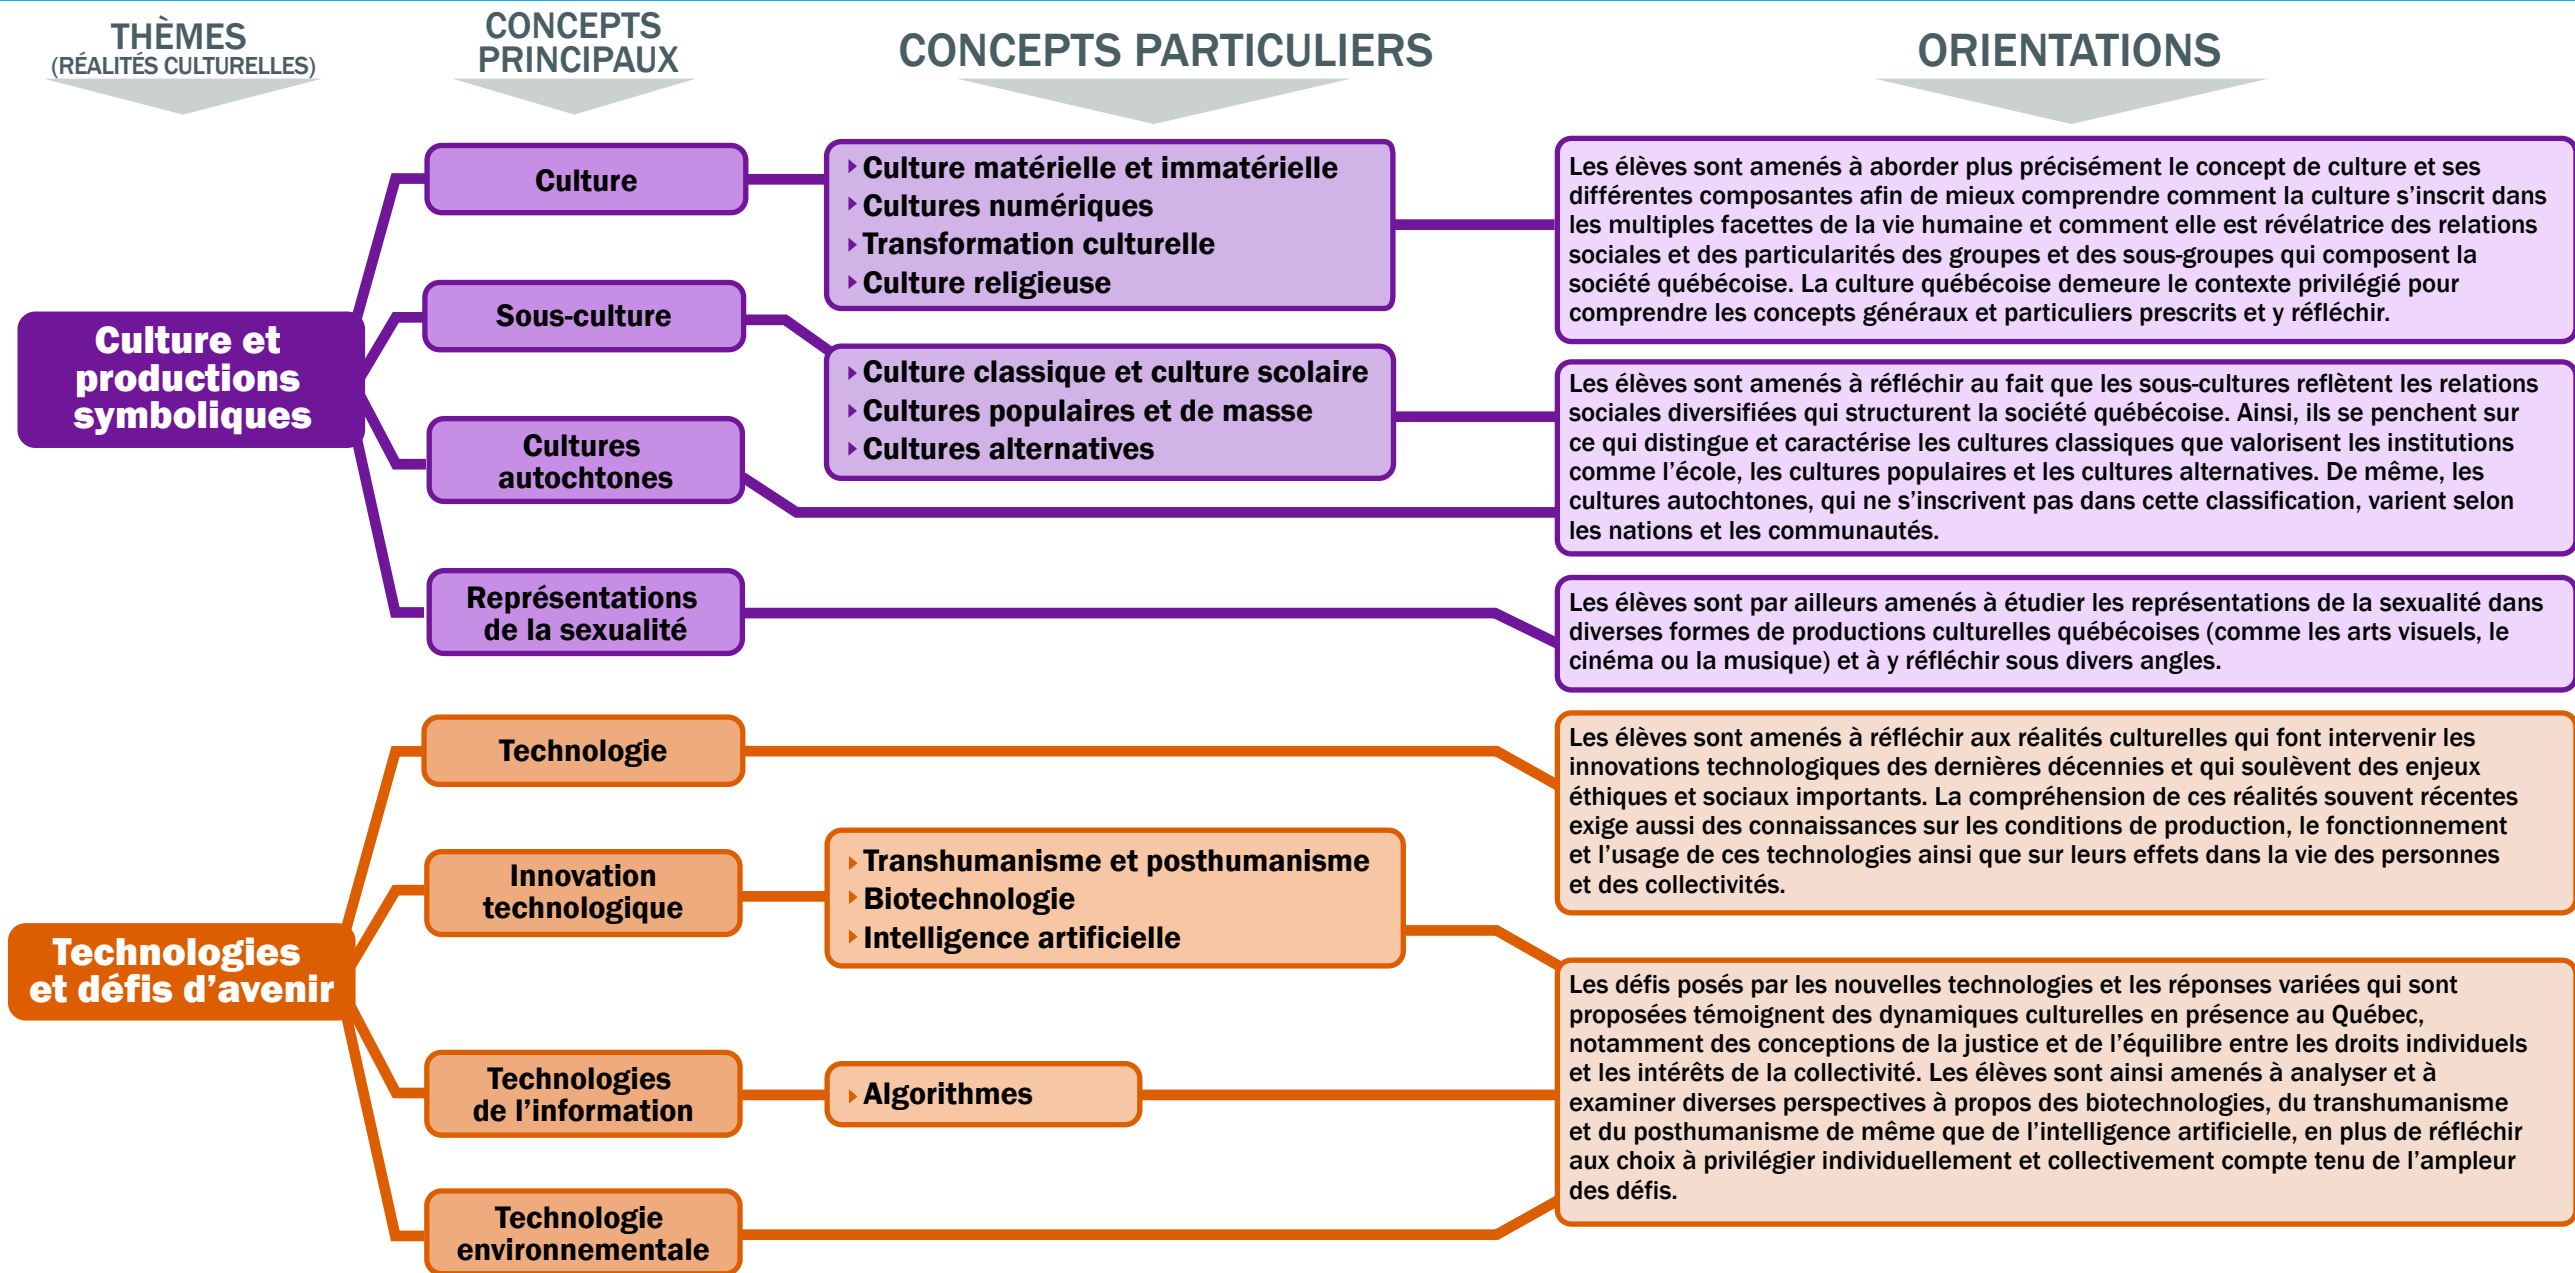 THÈMES
(RÉALITÉS CULTURELLES)
CONCEPTS
PRINCIPAUX
CONCEPTS PARTICULIERS
ORIENTATIONS
Culture et
productions
symboliques
Culture
Culture matérielle et immatérielle
Cultures numériques
Transformation culturelle
Culture religieuse
Les élèves sont amenés à aborder plus précisément le concept de culture et ses
différentes composantes afin de mieux comprendre comment la culture s’inscrit dans
les multiples facettes de la vie humaine et comment elle est révélatrice des relations
sociales et des particularités des groupes et des sous-groupes qui composent la
société québécoise. La culture québécoise demeure le contexte privilégié pour
comprendre les concepts généraux et particuliers prescrits et y réfléchir.
Sous-culture
Culture classique et culture scolaire
Cultures populaires et de masse
Cultures alternatives
Cultures
autochtones
Les élèves sont amenés à réfléchir au fait que les sous-cultures reflètent les relations
sociales diversifiées qui structurent la société québécoise. Ainsi, ils se penchent sur
ce qui distingue et caractérise les cultures classiques que valorisent les institutions
comme l’école, les cultures populaires et les cultures alternatives. De même, les
cultures autochtones, qui ne s’inscrivent pas dans cette classification, varient selon
les nations et les communautés.
Représentations
de la sexualité
Les élèves sont par ailleurs amenés à étudier les représentations de la sexualité dans
diverses formes de productions culturelles québécoises (comme les arts visuels, le
cinéma ou la musique) et à y réfléchir sous divers angles.
Technologies
et défis d’avenir
Technologie
Les élèves sont amenés à réfléchir aux réalités culturelles qui font intervenir les
innovations technologiques des dernières décennies et qui soulèvent des enjeux
éthiques et sociaux importants. La compréhension de ces réalités souvent récentes
exige aussi des connaissances sur les conditions de production, le fonctionnement
et l’usage de ces technologies ainsi que sur leurs effets dans la vie des personnes
et des collectivités.
Innovation
technologique
Transhumanisme et posthumanisme
Biotechnologie
Intelligence artificielle
Technologies
de l’information
Algorithmes
Technologie
environnementale
Les défis posés par les nouvelles technologies et les réponses variées qui sont
proposées témoignent des dynamiques culturelles en présence au Québec,
notamment des conceptions de la justice et de l’équilibre entre les droits individuels
et les intérêts de la collectivité. Les élèves sont ainsi amenés à analyser et à
examiner diverses perspectives à propos des biotechnologies, du transhumanisme
et du posthumanisme de même que de l’intelligence artificielle, en plus de réfléchir
aux choix à privilégier individuellement et collectivement compte tenu de l’ampleur
des défis.